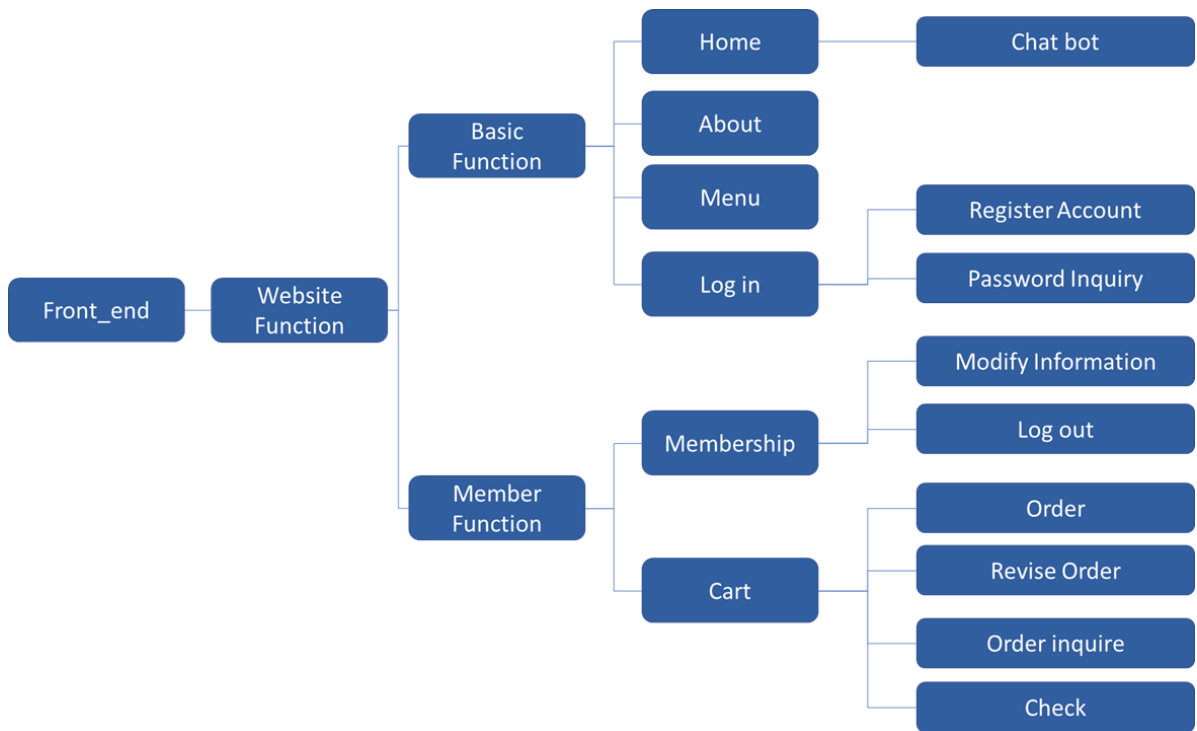 Home
Chat bot
Basic
Function
About
Menu
Register Account
Log in
Password Inquiry
Front_end
Website
Function
Modify Information
Membership
Log out
Member
Function
Order
Cart
Revise Order
Order inquire
Check